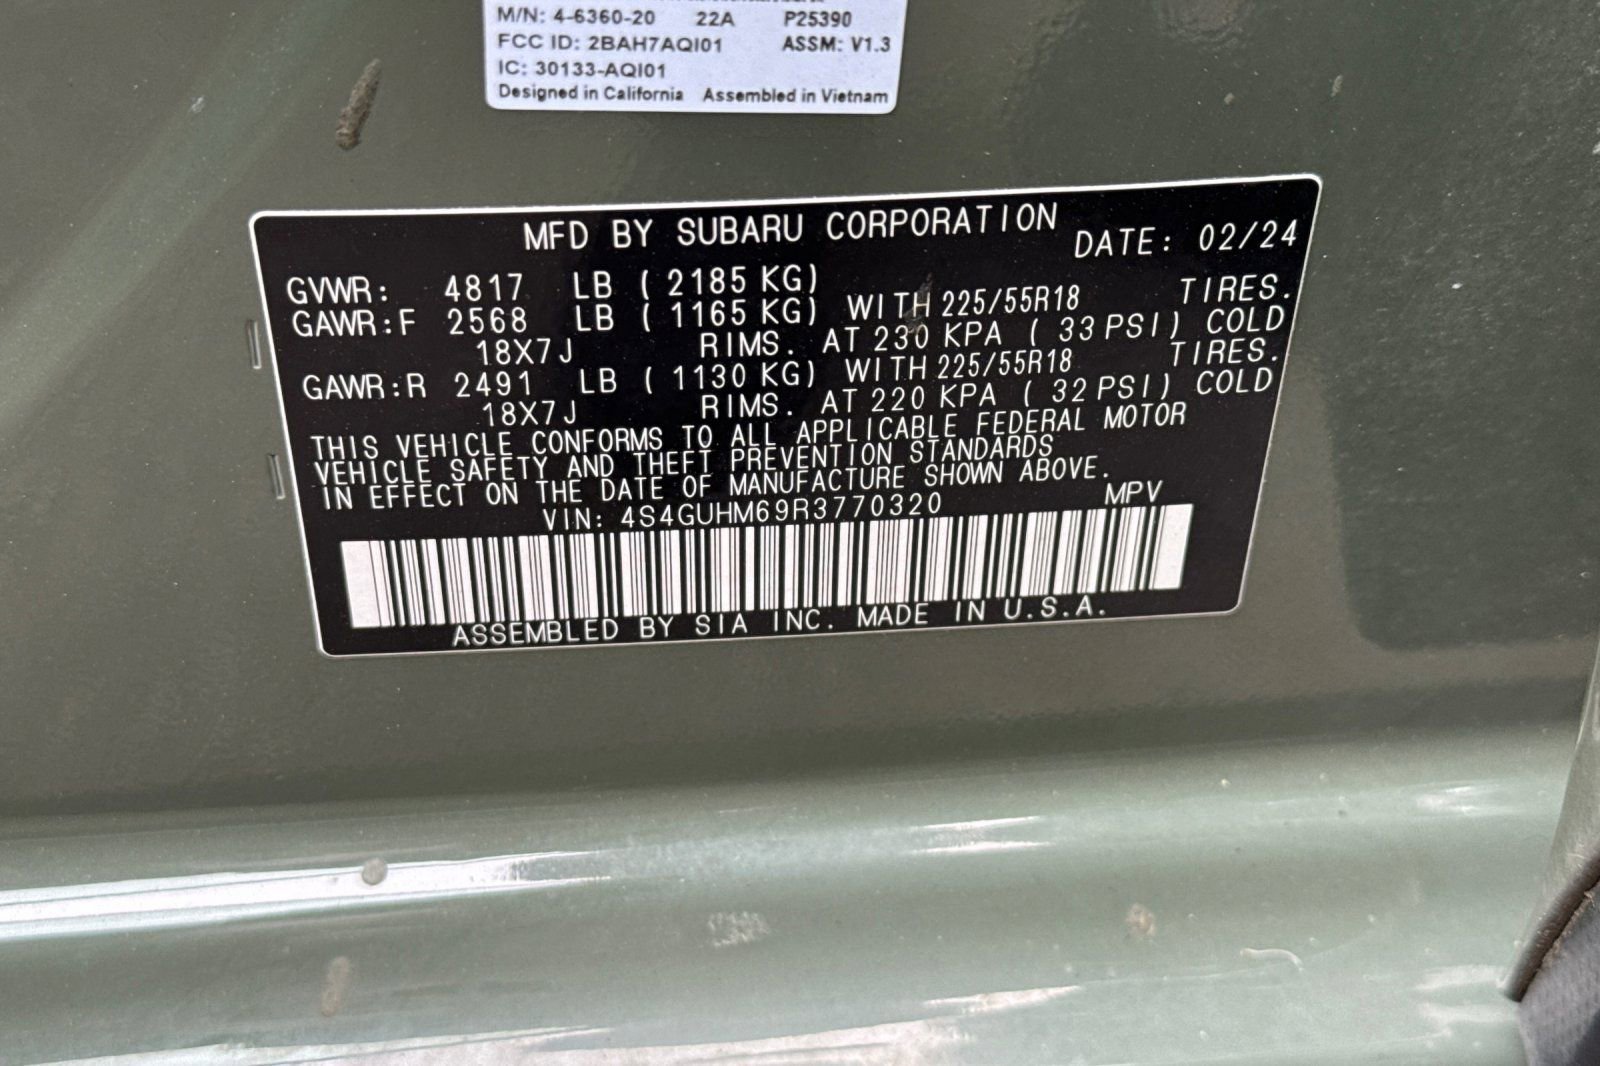 M/N: 4-6360-20 22A P25390
FCC ID: 2BAH7AQI01 ASSM: V1.3
IC: 30133-AQI01
Designed in California Assembled in Vietnam
MFD BY SUBARU CORPORATION DATE: 02/24
GVWR: 4817 LB ( 2185 KG)
GAWR:F 2568 LB ( 1165 KG) WITH 225/55R18 TIRES.
18X7J RIMS. AT 230 KPA ( 33 PSI) COLD
GAWR:R 2491 LB ( 1130 KG) WITH 225/55R18 TIRES.
18X7J RIMS. AT 220 KPA ( 32 PSI) COLD
THIS VEHICLE CONFORMS TO ALL APPLICABLE FEDERAL MOTOR
VEHICLE SAFETY AND THEFT PREVENTION STANDARDS
IN EFFECT ON THE DATE OF MANUFACTURE SHOWN ABOVE.
VIN: 4S4GUHM69R3770320 MPV
ASSEMBLED BY SIA INC. MADE IN U.S.A.